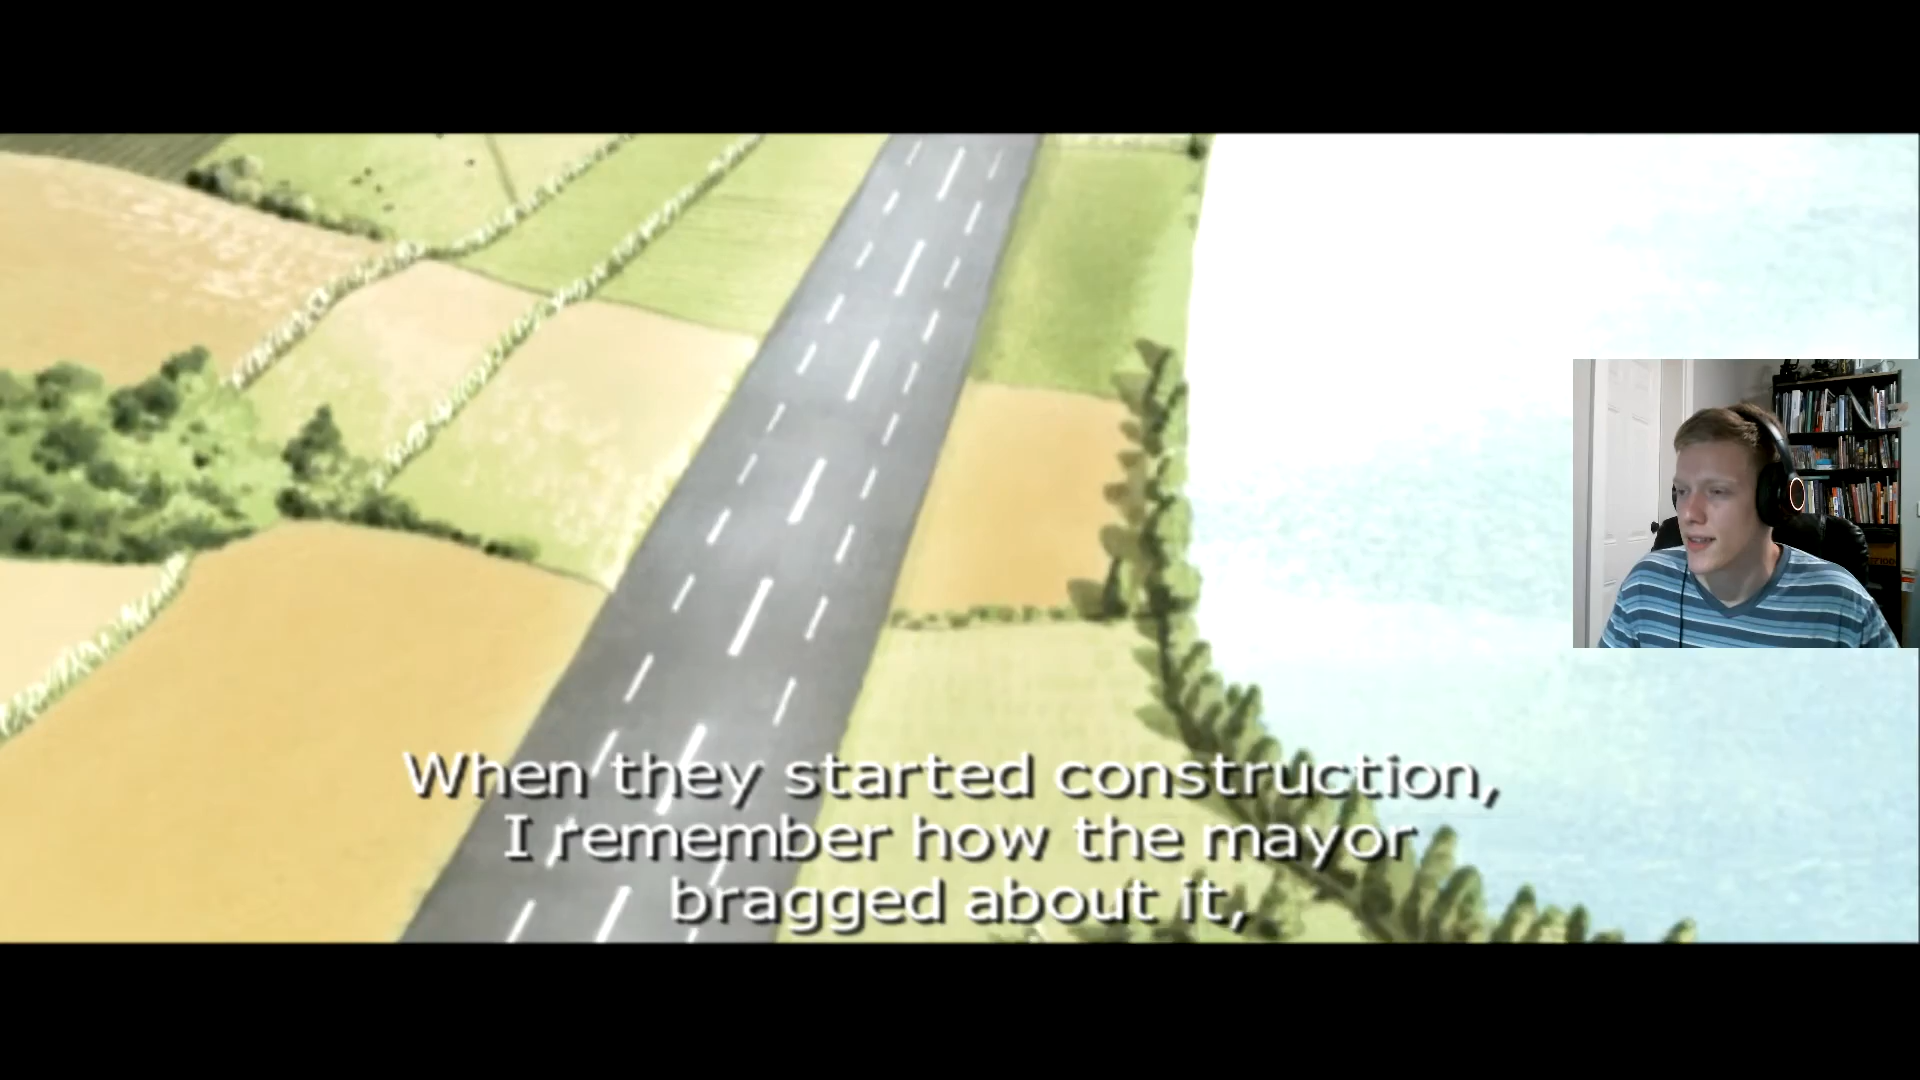 When they started construction,
I remember how the mayor
bragged about it,